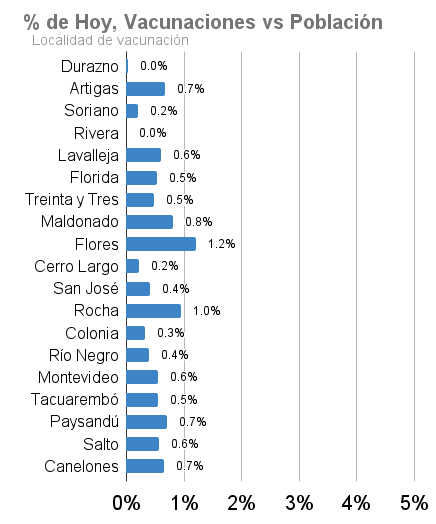 % de Hoy, Vacunaciones vs Población
Localidad de vacunación
Durazno 0.0%
Artigas 0.7%
Soriano 0.2%
Rivera 0.0%
Lavalleja 0.6%
Florida 0.5%
Treinta y Tres 0.5%
Maldonado 0.8%
Flores 1.2%
Cerro Largo 0.2%
San José 0.4%
Rocha 1.0%
Colonia 0.3%
Río Negro 0.4%
Montevideo 0.6%
Tacuarembó 0.5%
Paysandú 0.7%
Salto 0.6%
Canelones 0.7%
0% 1% 2% 3% 4% 5%